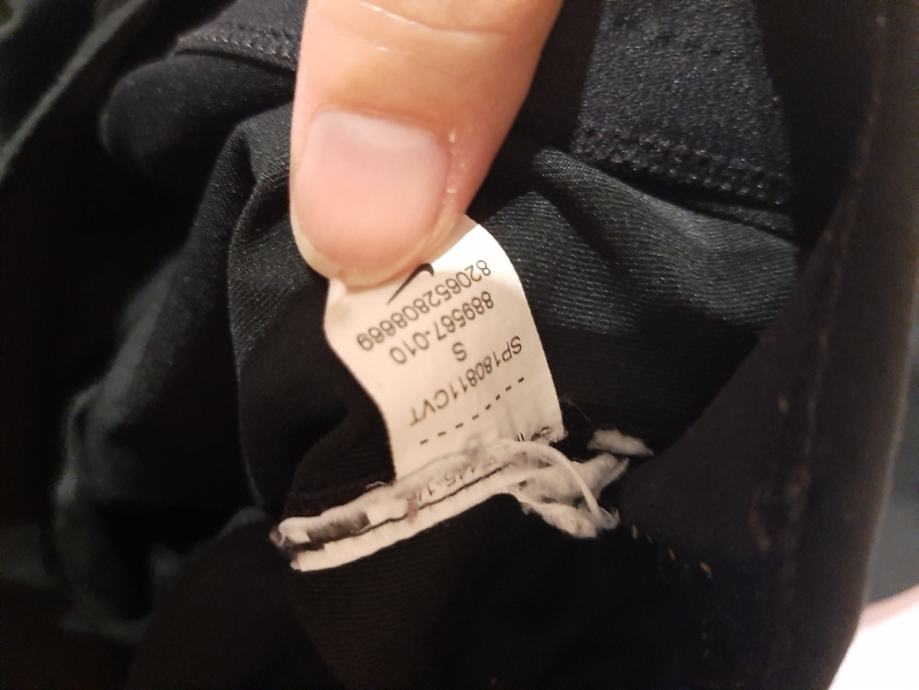 820652808669
889567-010
S
SP180811CVT
- - - - - - -